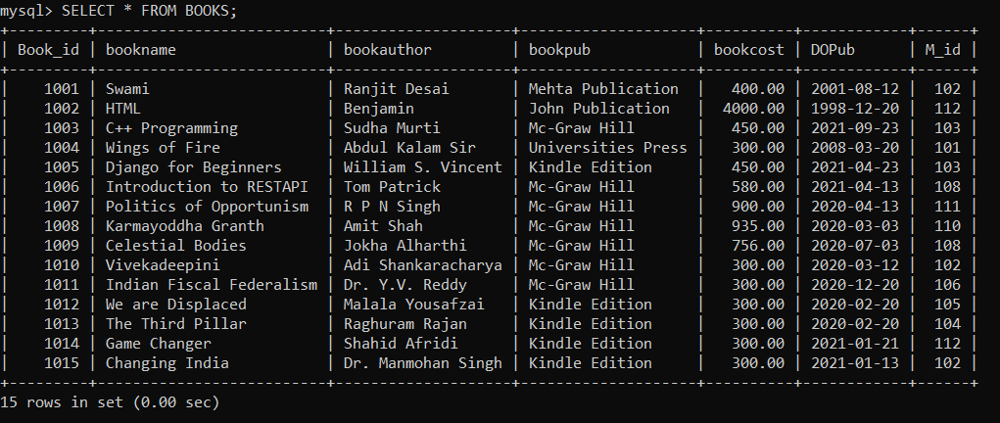 mysql> SELECT * FROM BOOKS;
+---------+--------------------------+-------------------+--------------------+----------+------------+------+
| Book_id | bookname                 | bookauthor        | bookpub            | bookcost | DOPub      | M_id |
+---------+--------------------------+-------------------+--------------------+----------+------------+------+
|    1001 | Swami                    | Ranjit Desai      | Mehta Publication  |   400.00 | 2001-08-12 |  102 |
|    1002 | HTML                     | Benjamin          | John Publication   |  4000.00 | 1998-12-20 |  112 |
|    1003 | C++ Programming          | Sudha Murti       | Mc-Graw Hill       |   450.00 | 2021-09-23 |  103 |
|    1004 | Wings of Fire            | Abdul Kalam Sir   | Universities Press |   300.00 | 2008-03-20 |  101 |
|    1005 | Django for Beginners     | William S. Vincent | Kindle Edition     |   450.00 | 2021-04-23 |  103 |
|    1006 | Introduction to RESTAPI  | Tom Patrick       | Mc-Graw Hill       |   580.00 | 2021-04-13 |  108 |
|    1007 | Politics of Opportunism  | R P N Singh       | Mc-Graw Hill       |   900.00 | 2020-04-13 |  111 |
|    1008 | Karmayoddha Granth       | Amit Shah         | Mc-Graw Hill       |   935.00 | 2020-03-03 |  110 |
|    1009 | Celestial Bodies         | Jokha Alharthi    | Mc-Graw Hill       |   756.00 | 2020-07-03 |  108 |
|    1010 | Vivekadeepini            | Adi Shankaracharya | Mc-Graw Hill       |   300.00 | 2020-03-12 |  102 |
|    1011 | Indian Fiscal Federalism | Dr. Y.V. Reddy    | Mc-Graw Hill       |   300.00 | 2020-12-20 |  106 |
|    1012 | We are Displaced         | Malala Yousafzai  | Kindle Edition     |   300.00 | 2020-02-20 |  105 |
|    1013 | The Third Pillar         | Raghuram Rajan    | Kindle Edition     |   300.00 | 2020-02-20 |  104 |
|    1014 | Game Changer             | Shahid Afridi     | Kindle Edition     |   300.00 | 2021-01-21 |  112 |
|    1015 | Changing India           | Dr. Manmohan Singh | Kindle Edition     |   300.00 | 2021-01-13 |  102 |
+---------+--------------------------+-------------------+--------------------+----------+------------+------+
15 rows in set (0.00 sec)